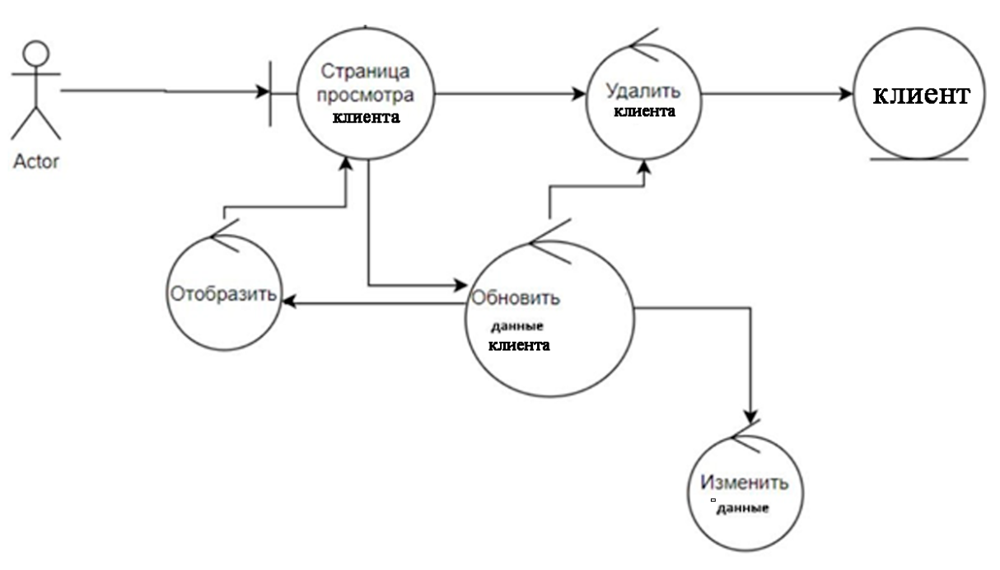 Страница
просмотра
клиента
Удалить
клиента
клиент
Actor
Отобразить
Обновить
данные
клиента
Изменить
данные